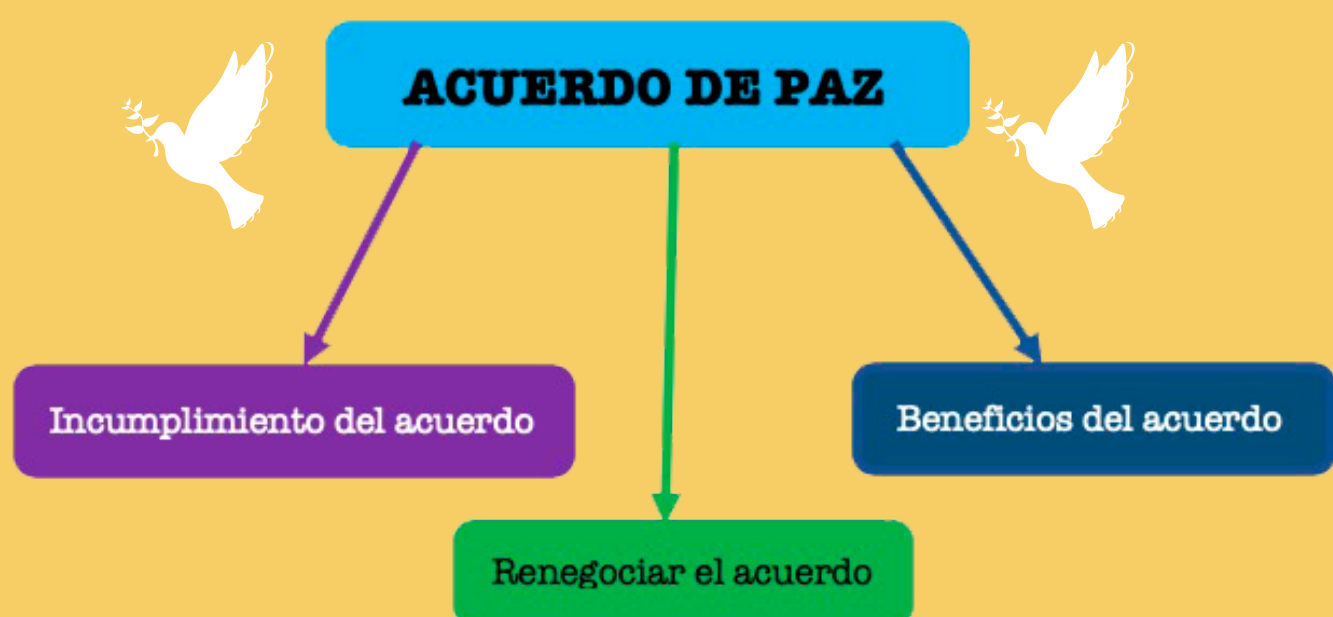 ACUERDO DE PAZ
Incumplimiento del acuerdo
Beneficios del acuerdo
Renegociar el acuerdo